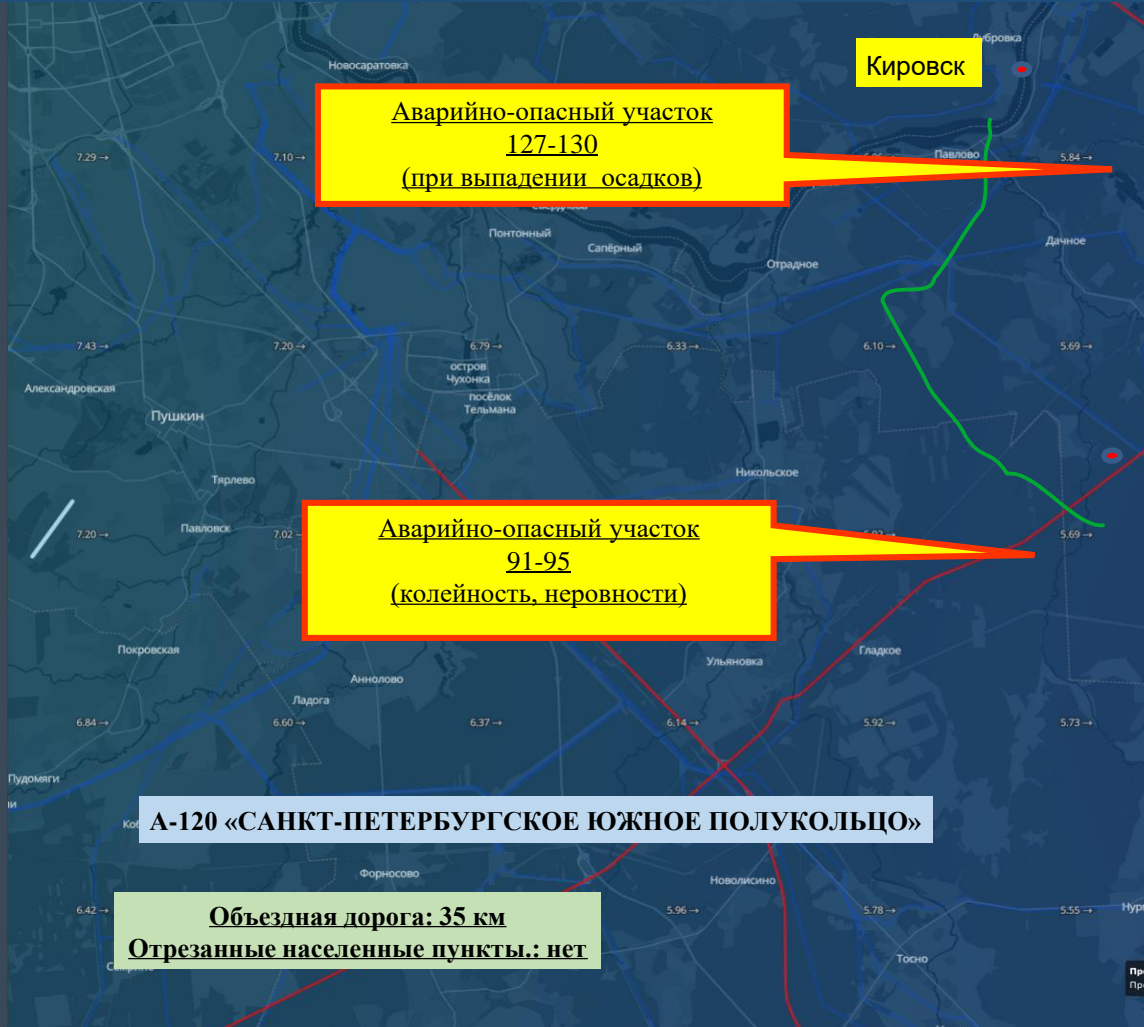 Дубровка
Кировск
Новосаратовка
Аварийно-опасный участок
127-130
(при выпадении осадков)
7.29 →
7.10 →
Павлово
5.84 →
Понтонный
Сапёрный
Дачное
Отрадное
7.43 →
7.20 →
6.79 →
6.33 →
6.10 →
5.69 →
остров
Чухонка
Александровская
посёлок
Тельмана
Пушкин
Тярлево
Никольское
Аварийно-опасный участок
91-95
(колейность, неровности)
7.20 →
Павловск
7.02
5.69 →
Покровская
Гладкое
Ульяновка
Аннолово
Ладога
6.84 →
6.60 →
6.37 →
6.14 →
5.92 →
5.73 →
Пудомяги
А-120 «САНКТ-ПЕТЕРБУРГСКОЕ ЮЖНОЕ ПОЛУКОЛЬЦО»
Форносово
Новолисино
6.42 →
Объездная дорога: 35 км
5.96 →
5.78 →
5.55 →
Отрезанные населенные пункты.: нет
Тосно